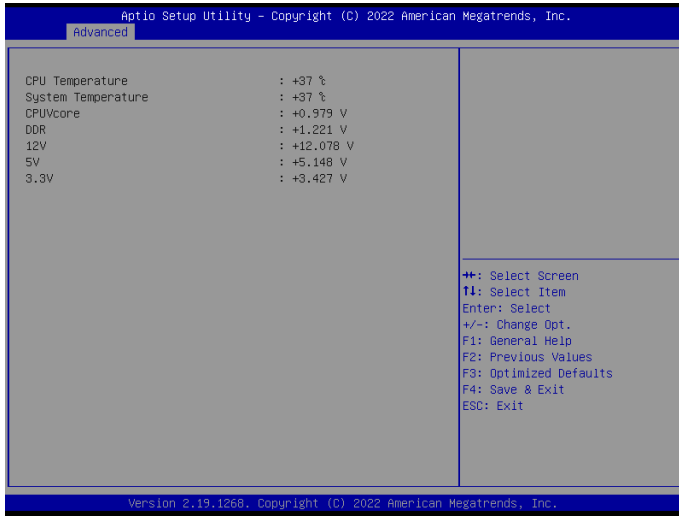 Aptio Setup Utility – Copyright (C) 2022 American Megatrends, Inc.
Advanced
CPU Temperature : +37 ℃
System Temperature : +37 ℃
CPUVcore : +0.979 V
DDR : +1.221 V
12V : +12.078 V
5V : +5.148 V
3.3V : +3.427 V
→←: Select Screen
↑↓: Select Item
Enter: Select
+/-: Change Opt.
F1: General Help
F2: Previous Values
F3: Optimized Defaults
F4: Save & Exit
ESC: Exit
Version 2.19.1268. Copyright (C) 2022 American Megatrends, Inc.